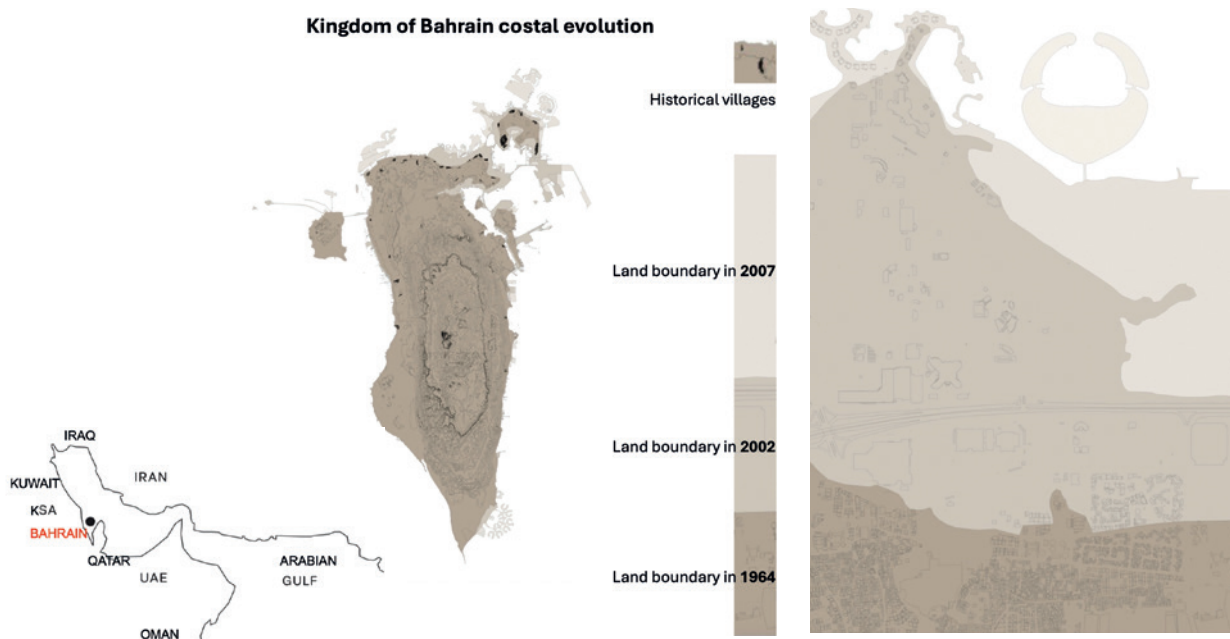 Kingdom of Bahrain costal evolution
Historical villages
Land boundary in 2007
Land boundary in 2002
Land boundary in 1964
IRAQ
IRAN
KUWAIT
KSA
BAHRAIN
QATAR
UAE
ARABIAN
GULF
OMAN